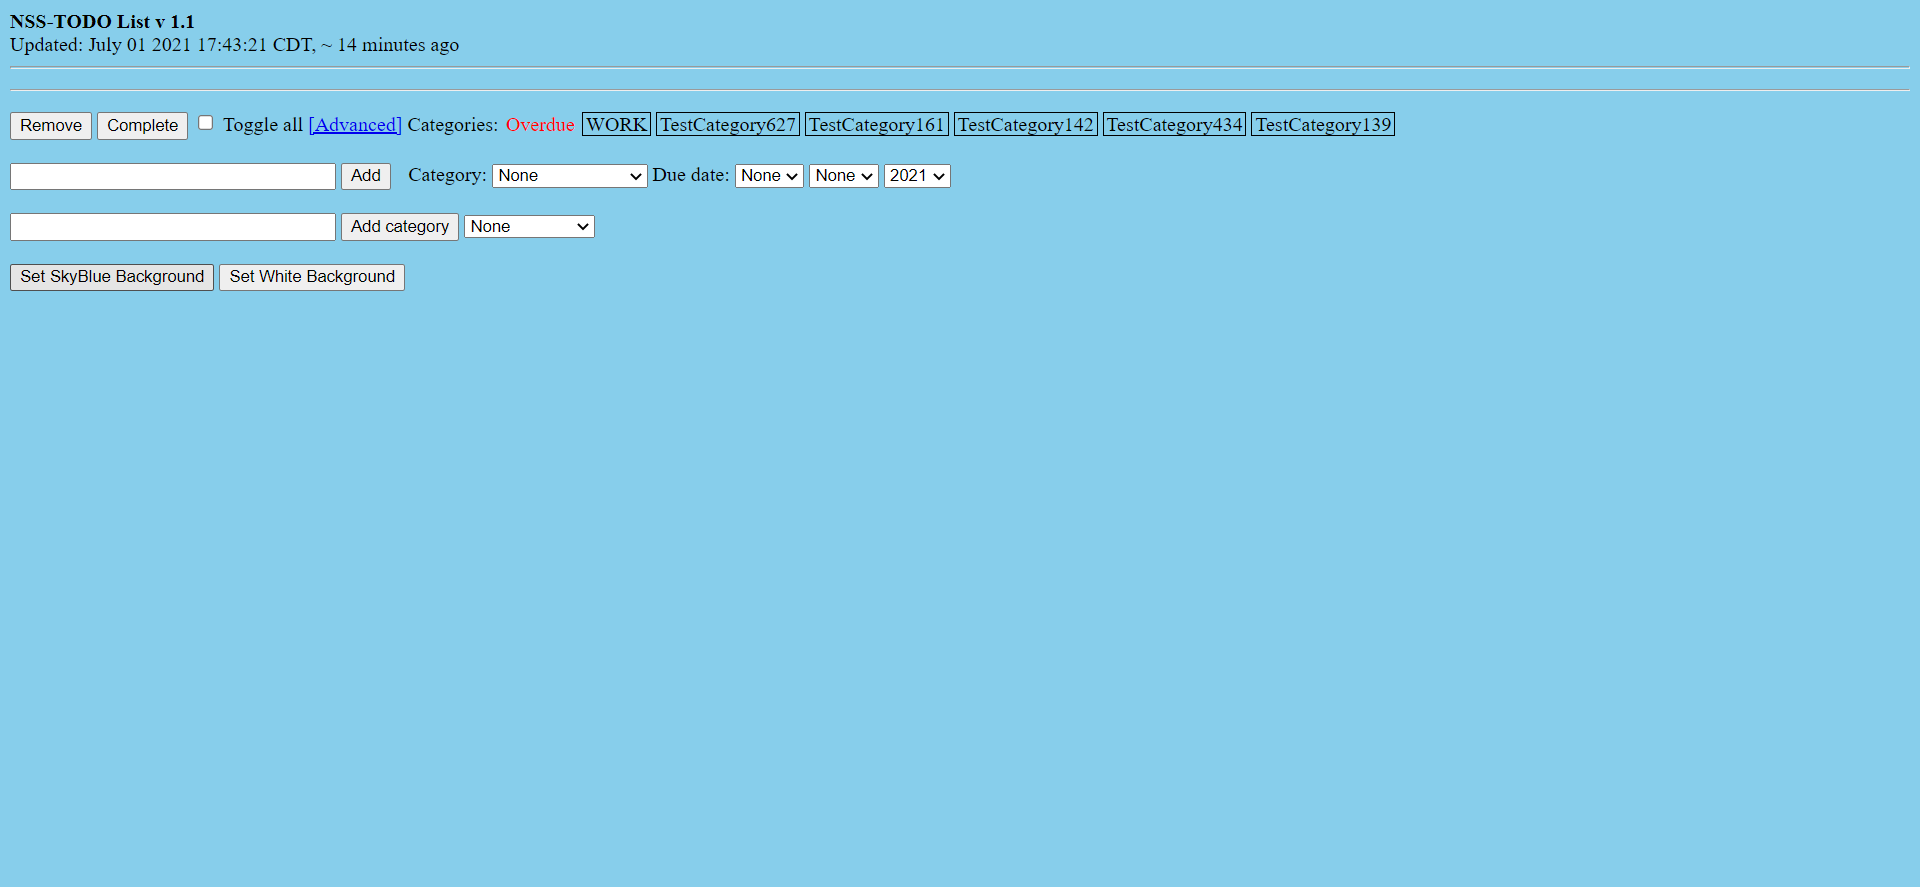 NSS-TODO List v 1.1
Updated: July 01 2021 17:43:21 CDT, ~ 14 minutes ago
Remove Complete Toggle all [Advanced] Categories: Overdue WORK TestCategory627 TestCategory161 TestCategory142 TestCategory434 TestCategory139
Add Category: None Due date: None None 2021
Add category None
Set SkyBlue Background Set White Background